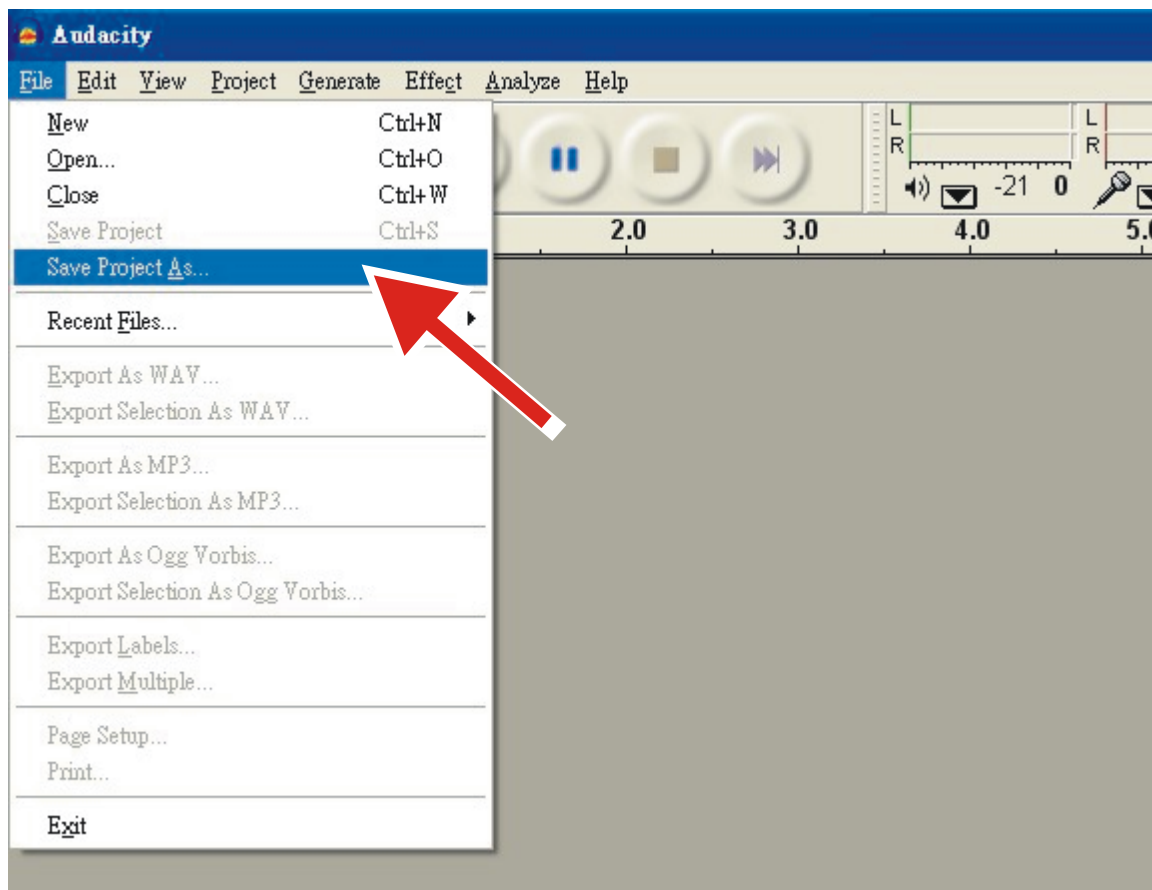 Audacity
File Edit View Project Generate Effect Analyze Help
New Ctrl+N
Open... Ctrl+O
Close Ctrl+W
Save Project Ctrl+S
Save Project As...
Recent Files...
Export As WAV...
Export Selection As WAV...
Export As MP3...
Export Selection As MP3...
Export As Ogg Vorbis...
Export Selection As Ogg Vorbis...
Export Labels...
Export Multiple...
Page Setup...
Print...
Exit
L L
R R
-21 0
2.0 3.0 4.0